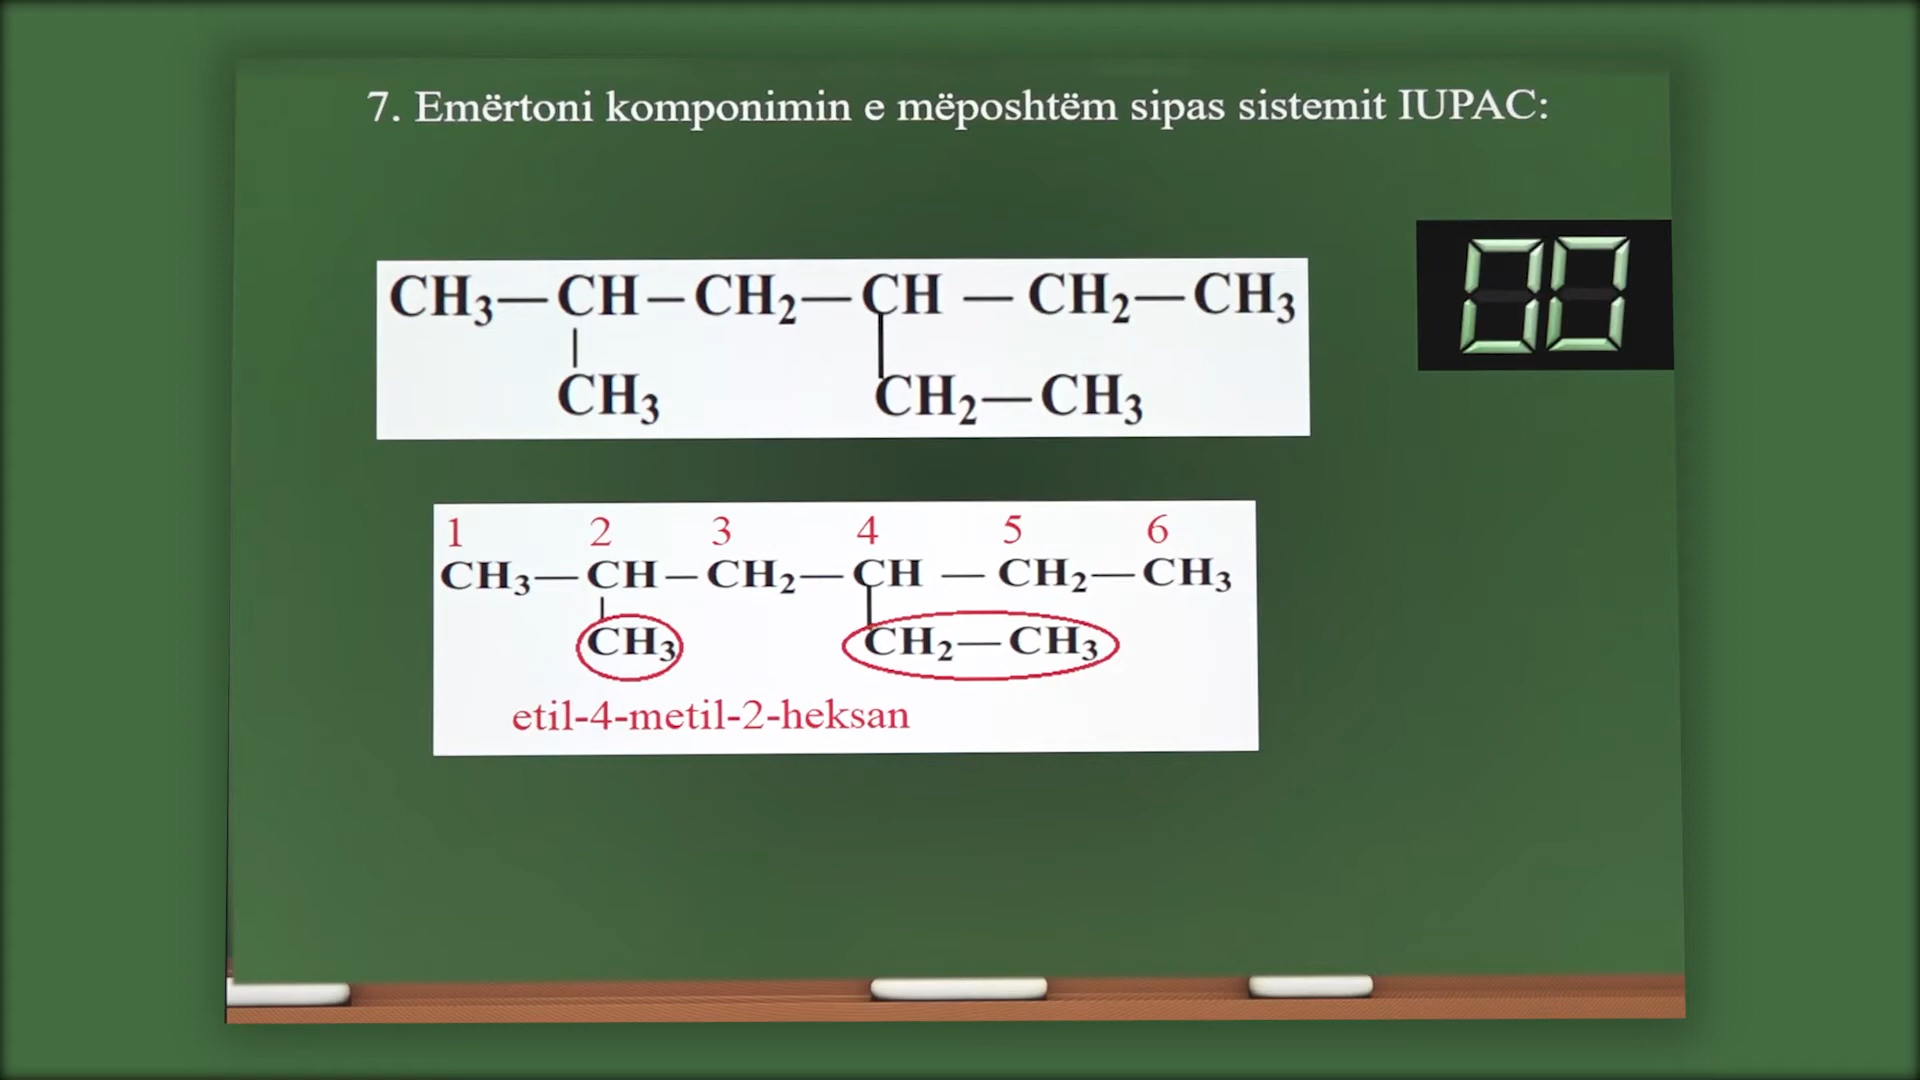 7. Emërtoni komponimin e mëposhtëm sipas sistemit IUPAC:
00
CH₃—CH—CH₂—CH—CH₂—CH₃
CH₃ CH₂—CH₃
1 2 3 4 5 6
CH₃—CH—CH₂—CH—CH₂—CH₃
CH₃ CH₂—CH₃
etil-4-metil-2-heksan